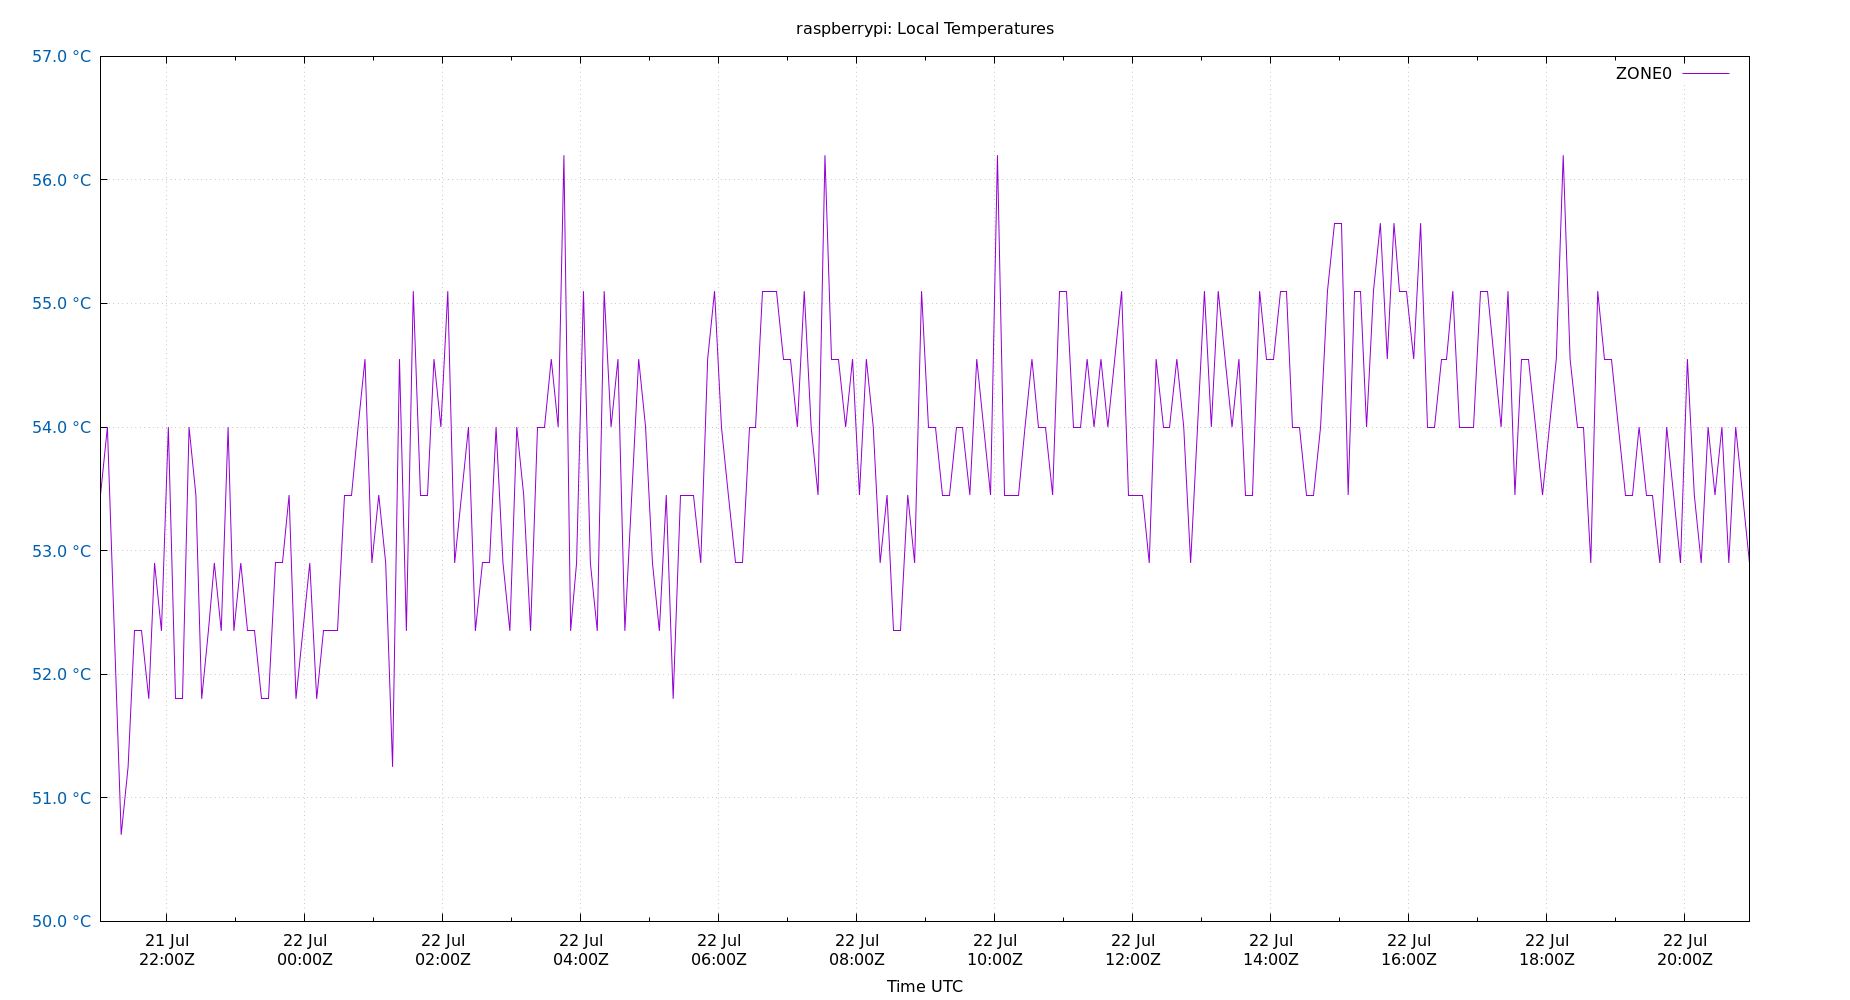 raspberrypi: Local Temperatures
57.0 °C
ZONE0
56.0 °C
55.0 °C
54.0 °C
53.0 °C
52.0 °C
51.0 °C
50.0 °C
21 Jul 22 Jul 22 Jul 22 Jul 22 Jul 22 Jul 22 Jul 22 Jul 22 Jul 22 Jul 22 Jul 22 Jul
22:00Z 00:00Z 02:00Z 04:00Z 06:00Z 08:00Z 10:00Z 12:00Z 14:00Z 16:00Z 18:00Z 20:00Z
Time UTC